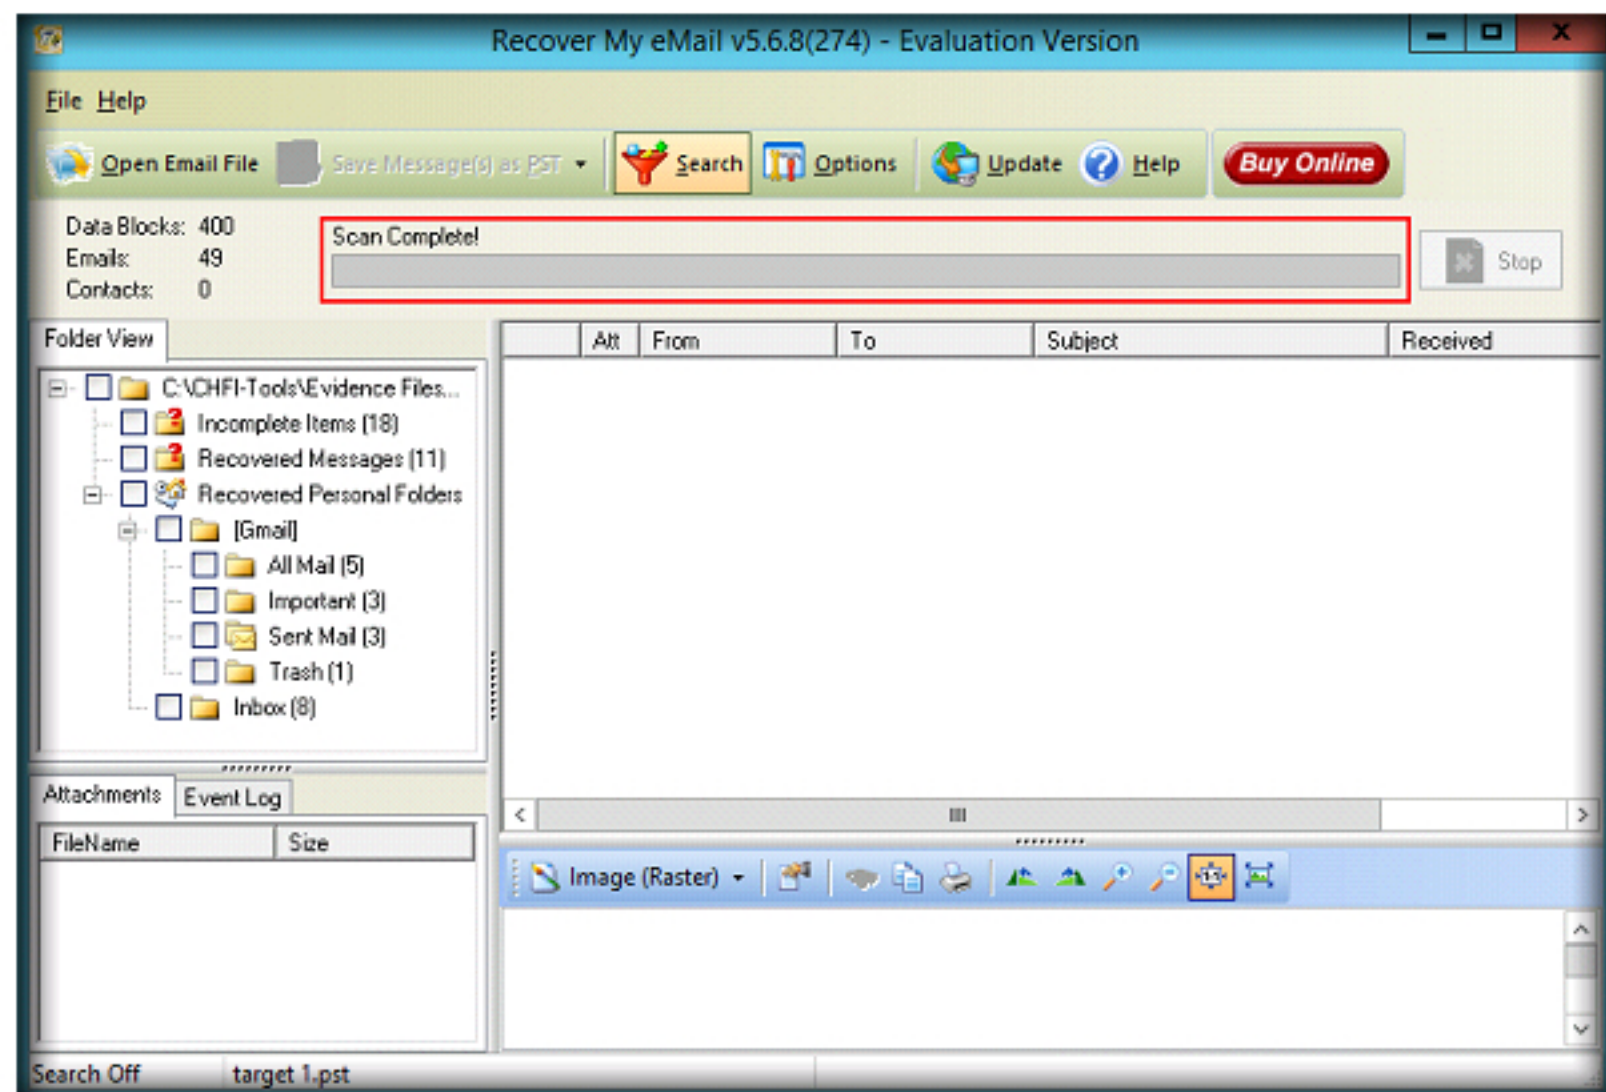 Recover My eMail v5.6.8(274) - Evaluation Version
File Help
Open Email File Save Message(s) as PST Search Options Update Help Buy Online
Data Blocks: 400
Emails: 49
Contacts: 0
Scan Complete!
Stop
Folder View
Att From To Subject Received
C:\CHFI-Tools\Evidence Files...
Incomplete Items (18)
Recovered Messages (11)
Recovered Personal Folders
[Gmail]
All Mail (5)
Important (3)
Sent Mail (3)
Trash (1)
Inbox (8)
Attachments Event Log
FileName Size
Image (Raster)
1:1
Search Off target 1.pst